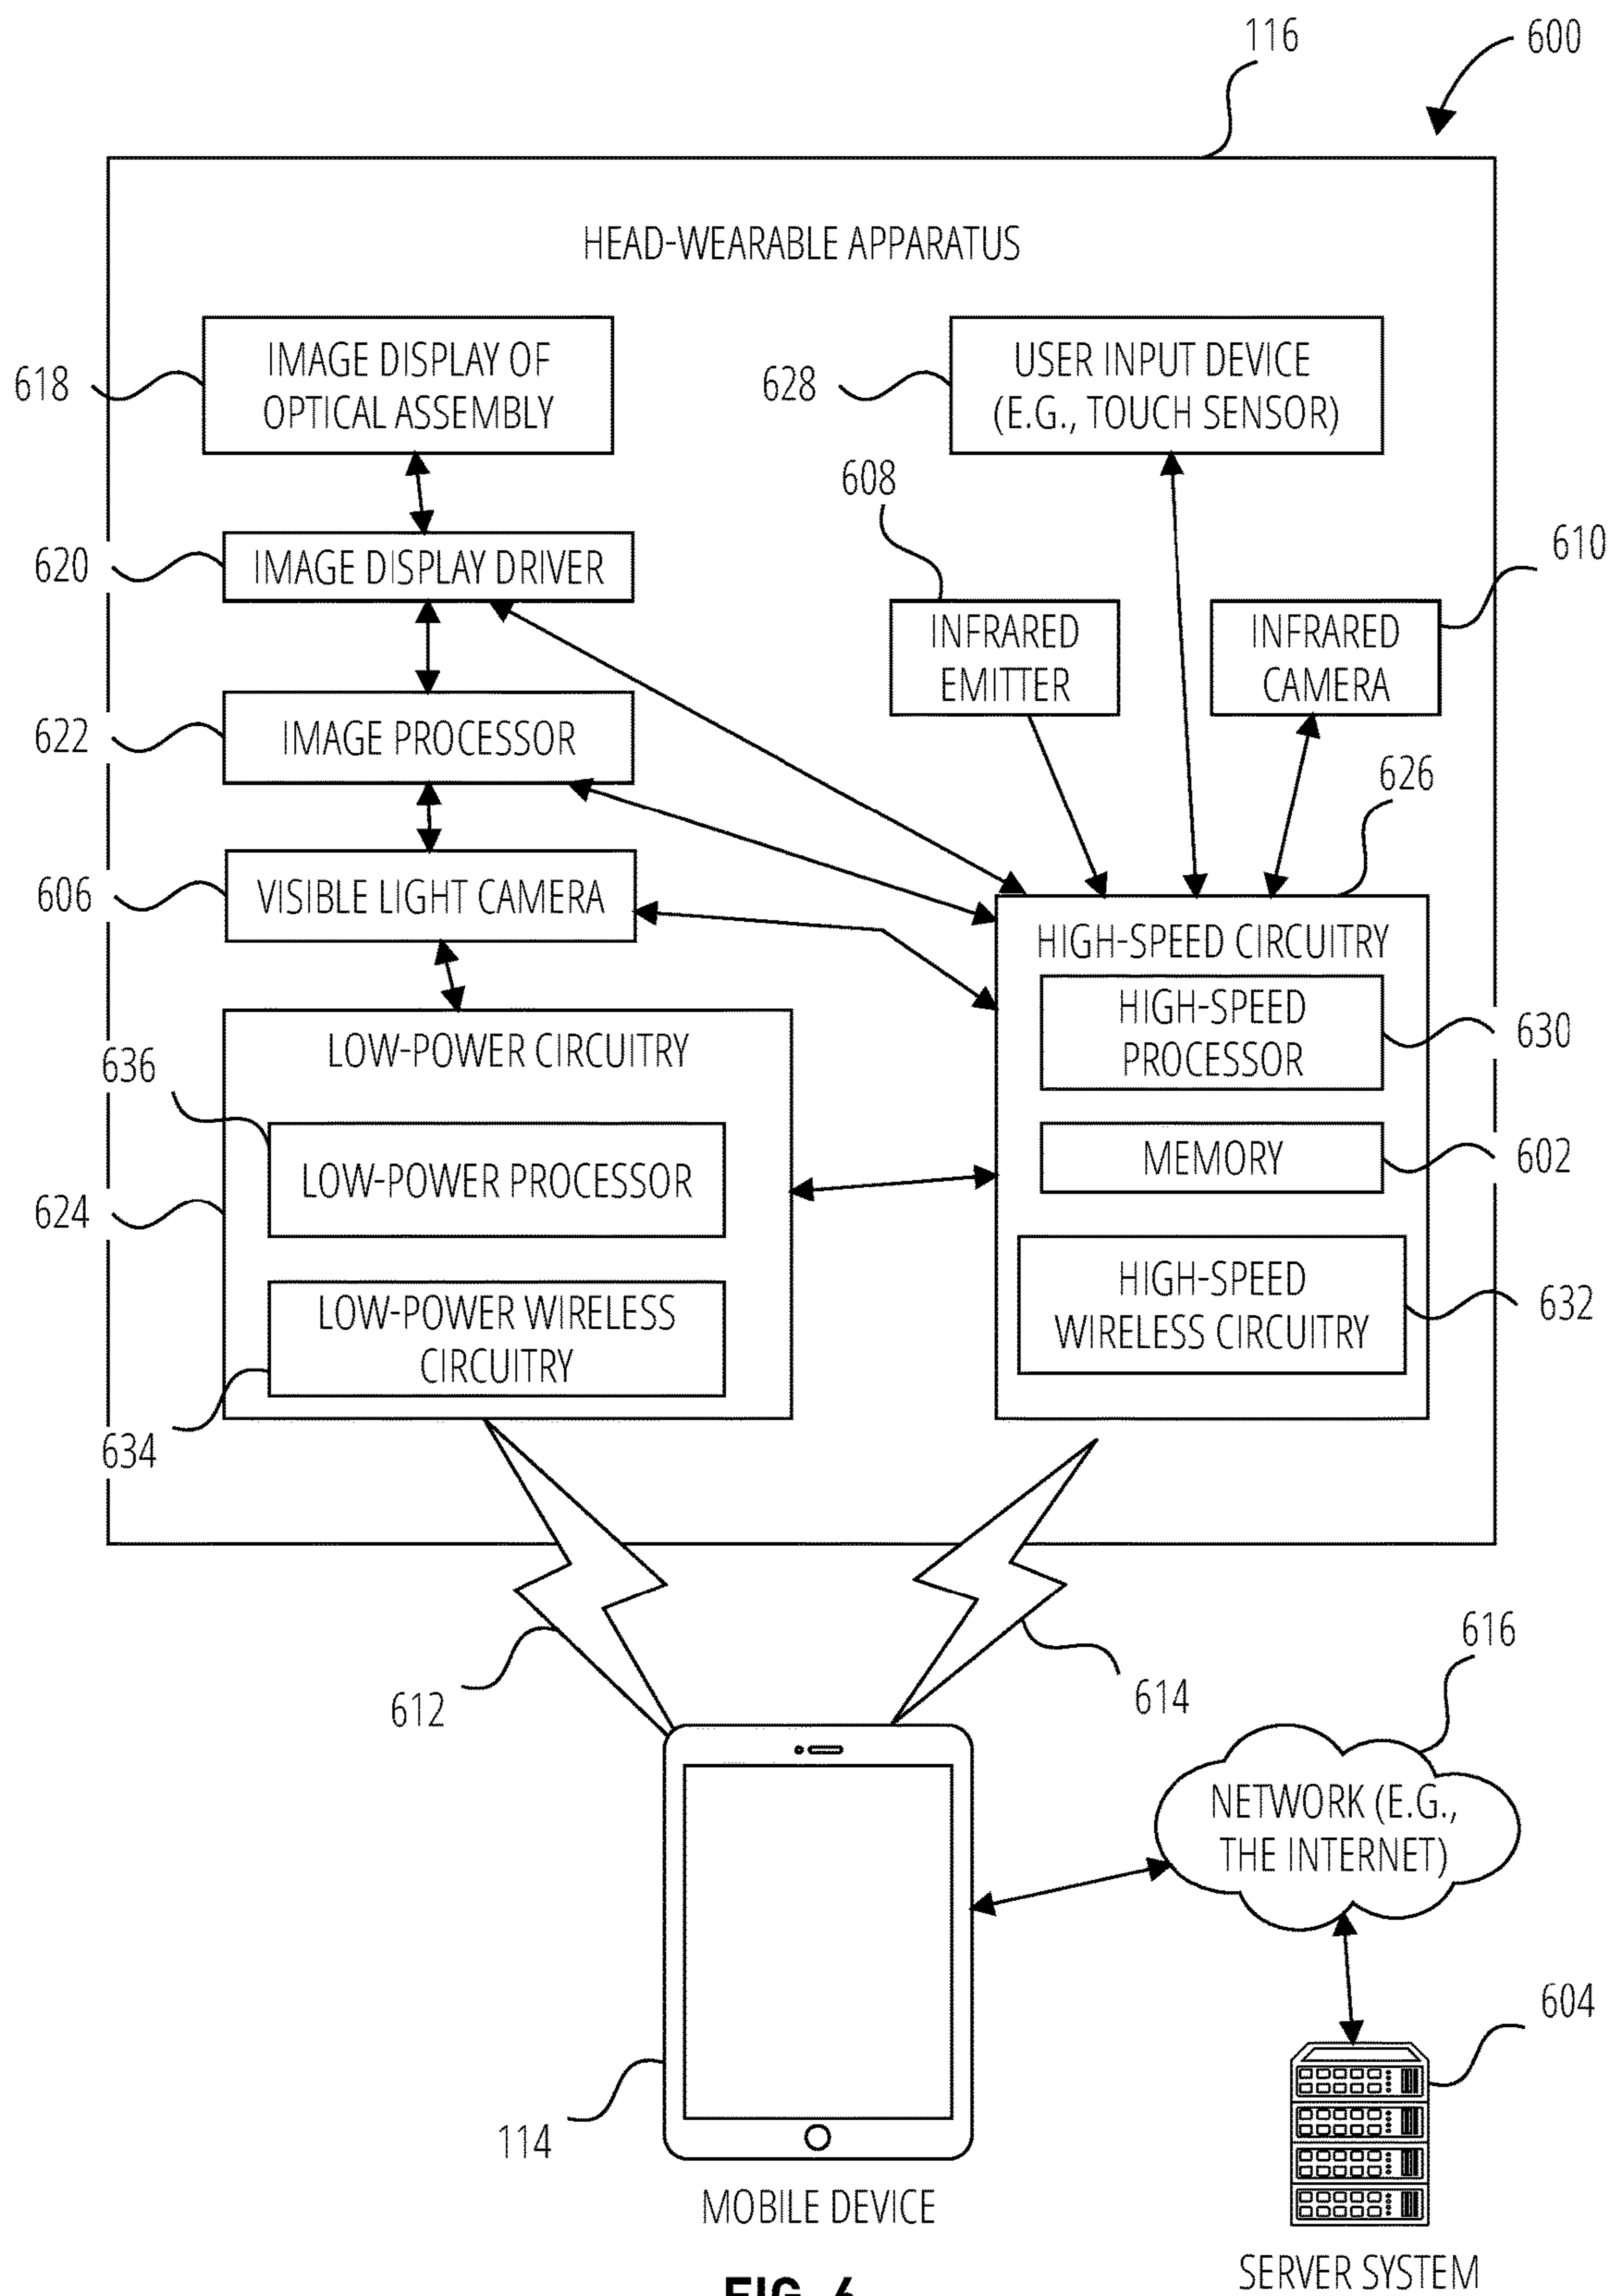 116
600
HEAD-WEARABLE APPARATUS
618
IMAGE DISPLAY OF
OPTICAL ASSEMBLY
628
USER INPUT DEVICE
(E.G., TOUCH SENSOR)
608
610
620
IMAGE DISPLAY DRIVER
INFRARED
EMITTER
INFRARED
CAMERA
622
IMAGE PROCESSOR
626
606
VISIBLE LIGHT CAMERA
HIGH-SPEED CIRCUITRY
HIGH-SPEED
PROCESSOR
630
LOW-POWER CIRCUITRY
636
MEMORY
602
LOW-POWER PROCESSOR
624
HIGH-SPEED
WIRELESS CIRCUITRY
632
LOW-POWER WIRELESS
CIRCUITRY
634
612
614
616
NETWORK (E.G.,
THE INTERNET)
604
114
MOBILE DEVICE
SERVER SYSTEM
FIG. 6